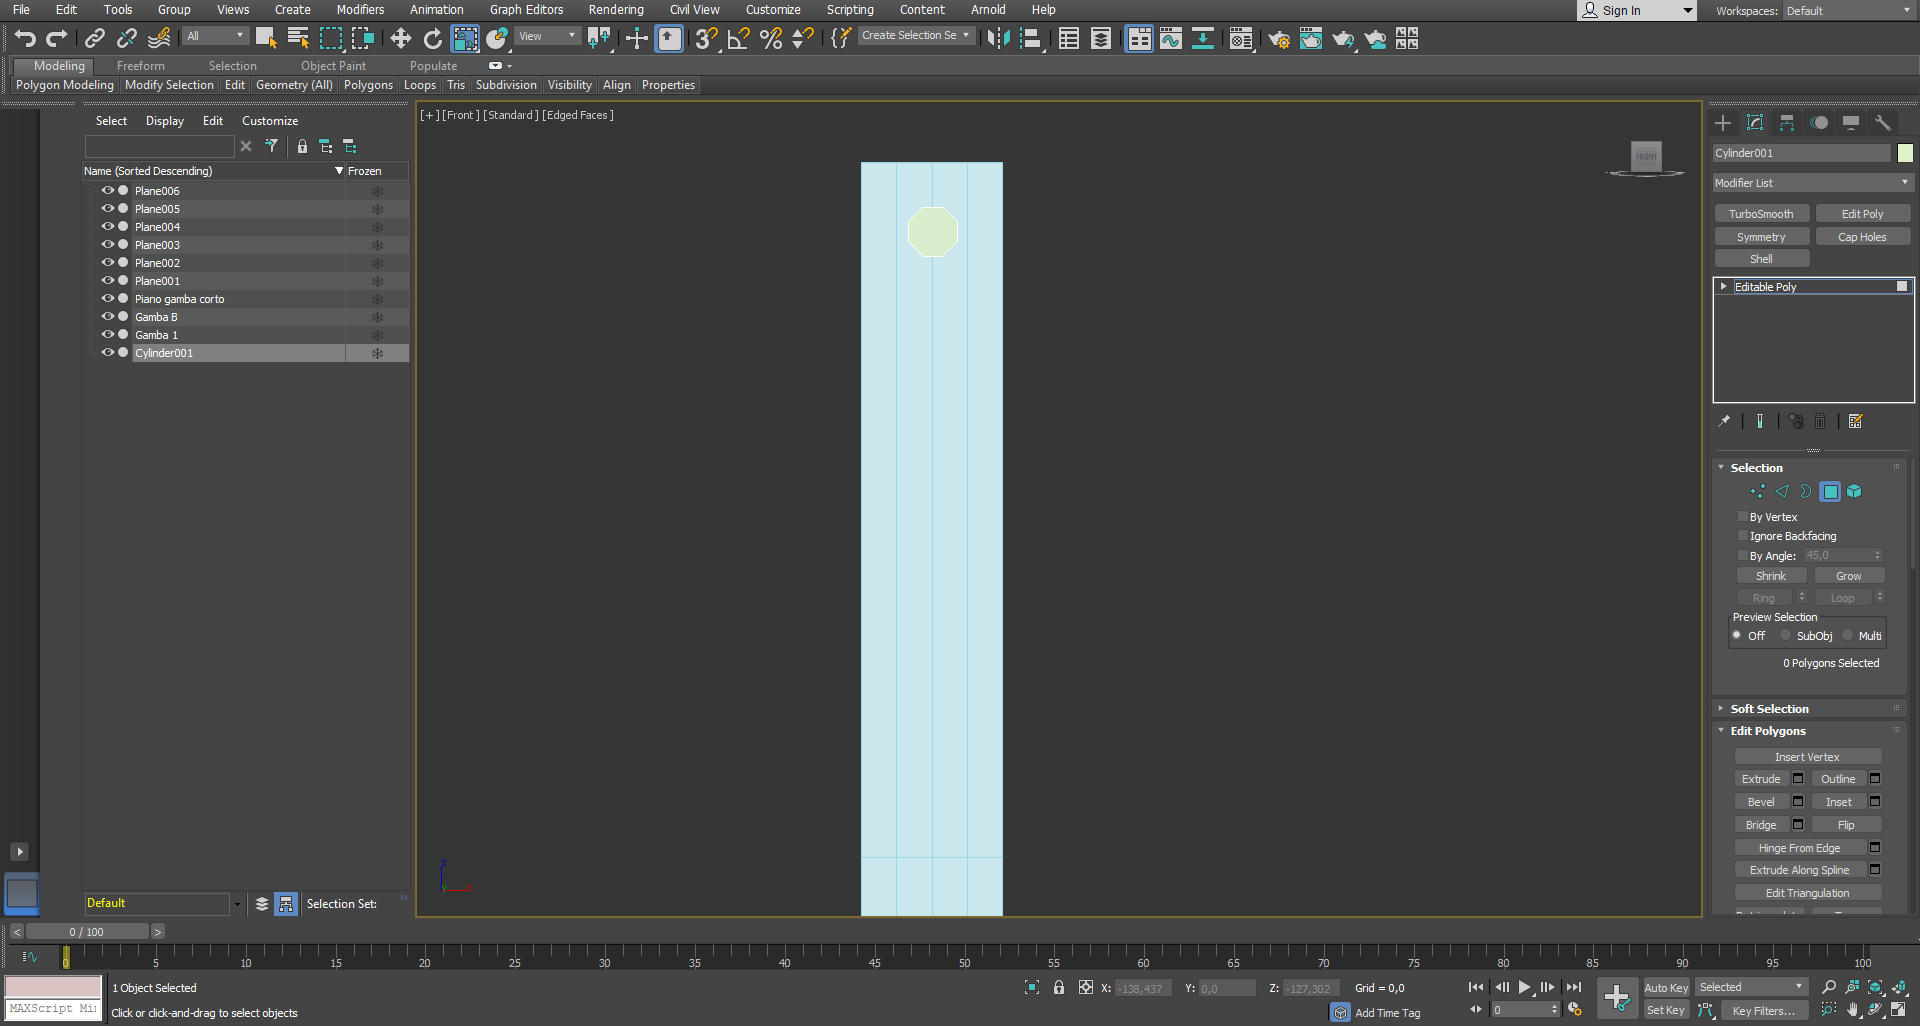 File Edit Tools Group Views Create Modifiers Animation Graph Editors Rendering Civil View Customize Scripting Content Arnold Help Sign In Workspaces: Default
All View Create Selection Se
Modeling Freeform Selection Object Paint Populate
Polygon Modeling Modify Selection Edit Geometry (All) Polygons Loops Tris Subdivision Visibility Align Properties
Select Display Edit Customize
Name (Sorted Descending) Frozen
Plane006
Plane005
Plane004
Plane003
Plane002
Plane001
Piano gamba corto
Gamba B
Gamba 1
Cylinder001
Default Selection Set:
[+] [Front ] [Standard ] [Edged Faces ]
FRONT
z
Cylinder001
Modifier List
TurboSmooth Edit Poly
Symmetry Cap Holes
Shell
Editable Poly
Selection
By Vertex
Ignore Backfacing
By Angle: 45,0
Shrink Grow
Ring Loop
Preview Selection
Off SubObj Multi
0 Polygons Selected
Soft Selection
Edit Polygons
Insert Vertex
Extrude Outline
Bevel Inset
Bridge Flip
Hinge From Edge
Extrude Along Spline
Edit Triangulation
< 0 / 100 >
0 5 10 15 20 25 30 35 40 45 50 55 60 65 70 75 80 85 90 95 100
1 Object Selected X: -138,437 Y: 0,0 Z: -127,302 Grid = 0,0 Auto Key Selected
MAXScript Mi Click or click-and-drag to select objects Add Time Tag 0 Set Key Key Filters...